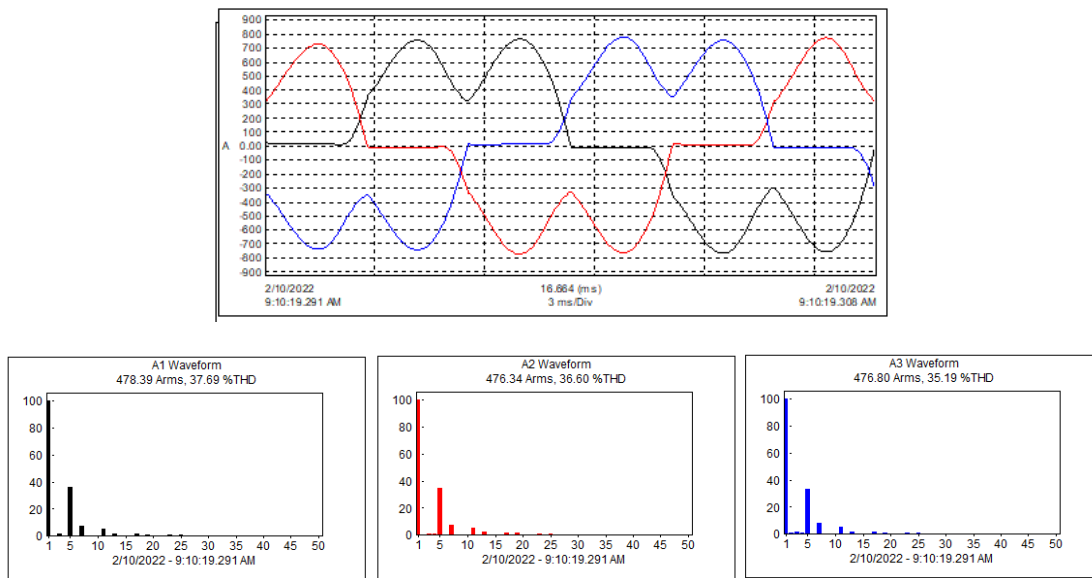 900
800
700
600
500
400
300
200
100
A 0.00
-100
-200
-300
-400
-500
-600
-700
-800
-900
2/10/2022 16.664 (ms) 2/10/2022
9:10:19.291 AM 3 ms/Div 9:10:19.308 AM
A1 Waveform
478.39 Arms, 37.69 %THD
100
80
60
40
20
0
1 5 10 15 20 25 30 35 40 45 50
2/10/2022 - 9:10:19.291 AM
A2 Waveform
476.34 Arms, 36.60 %THD
100
80
60
40
20
0
1 5 10 15 20 25 30 35 40 45 50
2/10/2022 - 9:10:19.291 AM
A3 Waveform
476.80 Arms, 35.19 %THD
100
80
60
40
20
0
1 5 10 15 20 25 30 35 40 45 50
2/10/2022 - 9:10:19.291 AM